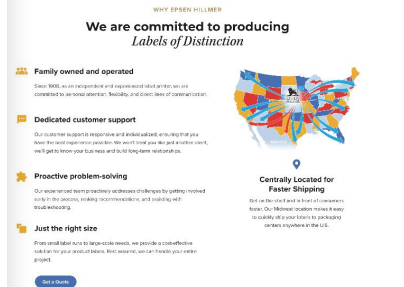 WHY EPSEN HILLMER
We are committed to producing
Labels of Distinction
Family owned and operated
Since 1908, as an independent and experienced label printer, we are
committed to personal attention, flexibility, and direct lines of communication.
Dedicated customer support
Our customer support is responsive and individualized, ensuring that you
have the best experience possible. We won't treat you like just another client,
we'll get to know your business and build long-term relationships.
Proactive problem-solving
Our experienced team proactively addresses challenges by getting involved
early in the process, making recommendations, and assisting with
troubleshooting.
Just the right size
From small label runs to large-scale needs, we provide a cost-effective
solution for your product labels. Rest assured, we can handle your entire
project.
Get a Quote
Centrally Located for
Faster Shipping
Get on the shelf and in front of consumers
faster. Our Midwest location makes it easy
to quickly ship your labels to packaging
centers anywhere in the U.S.